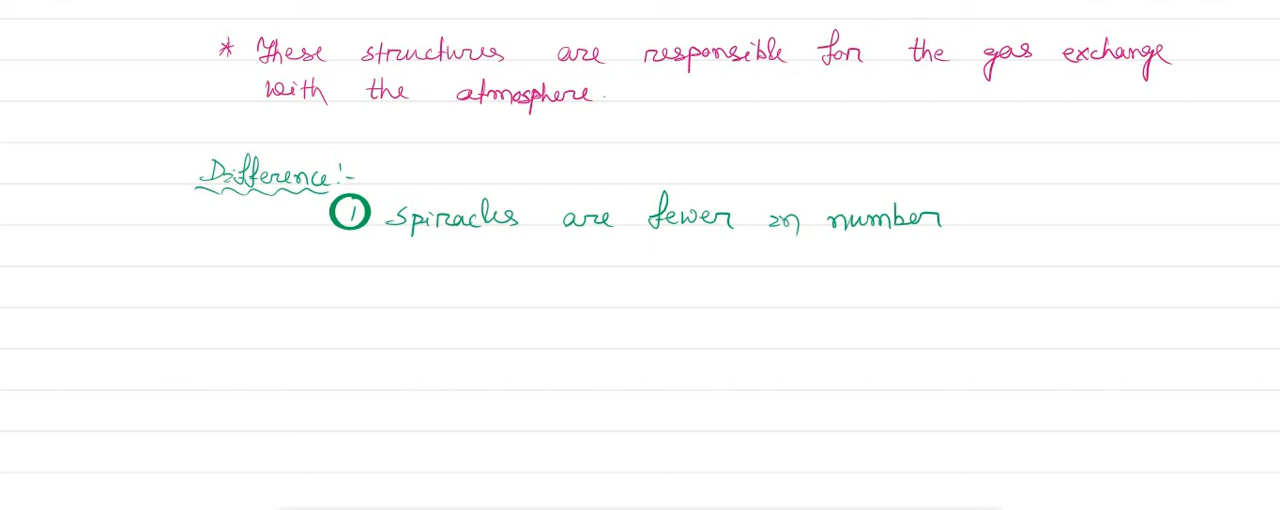 * These structures are responsible for the gas exchange
with the atmosphere.
Difference:-
① Spiracles are fewer in number